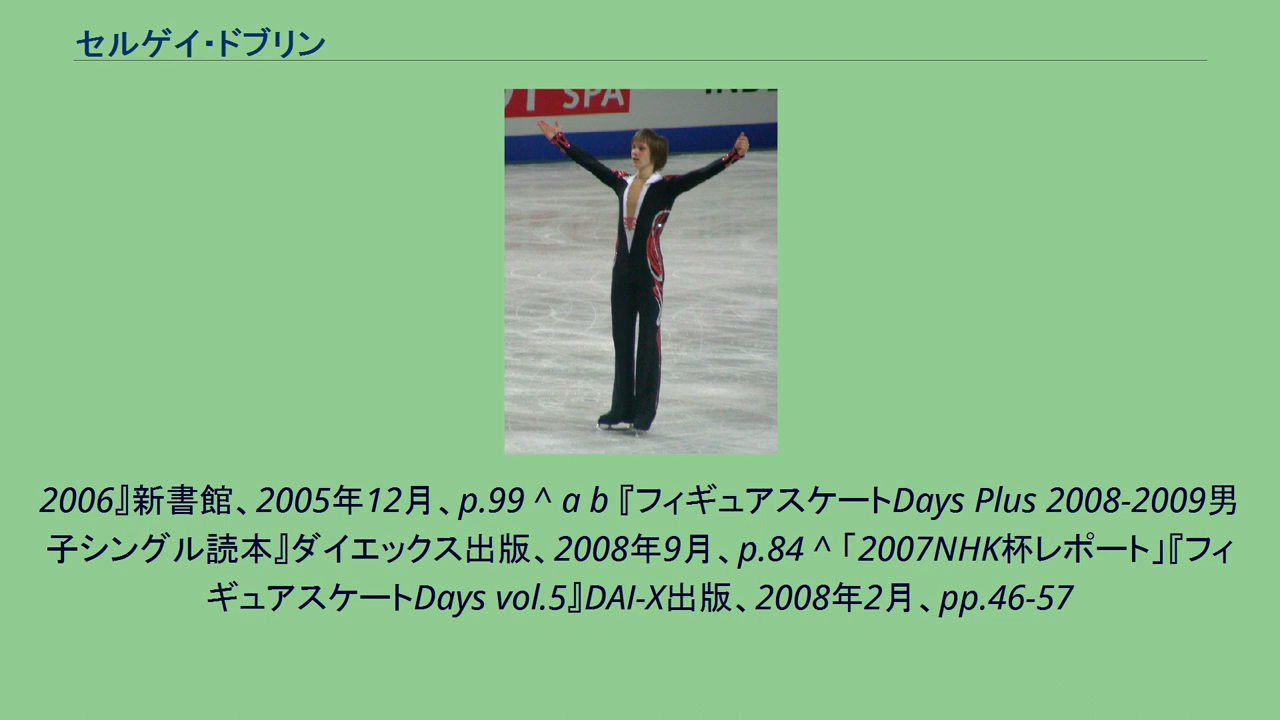 セルゲイ・ドブリン
SPA
2006』新書館、2005年12月、p.99 ^ a b 『フィギュアスケートDays Plus 2008-2009男
子シングル読本』ダイエックス出版、2008年9月、p.84 ^ 「2007NHK杯レポート」『フィ
ギュアスケートDays vol.5』DAI-X出版、2008年2月、pp.46-57